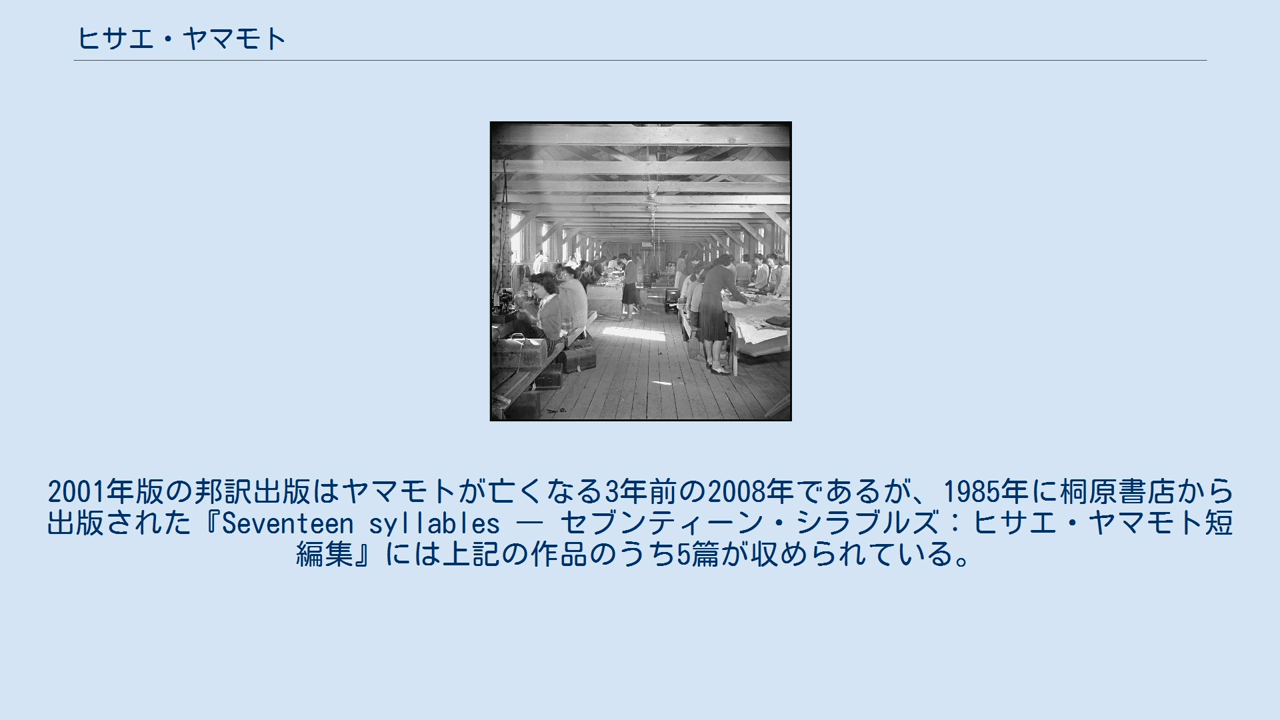 ヒサエ・ヤマモト
2001年版の邦訳出版はヤマモトが亡くなる3年前の2008年であるが、1985年に桐原書店から
出版された『Seventeen syllables ― セブンティーン・シラブルズ：ヒサエ・ヤマモト短
編集』には上記の作品のうち5篇が収められている。